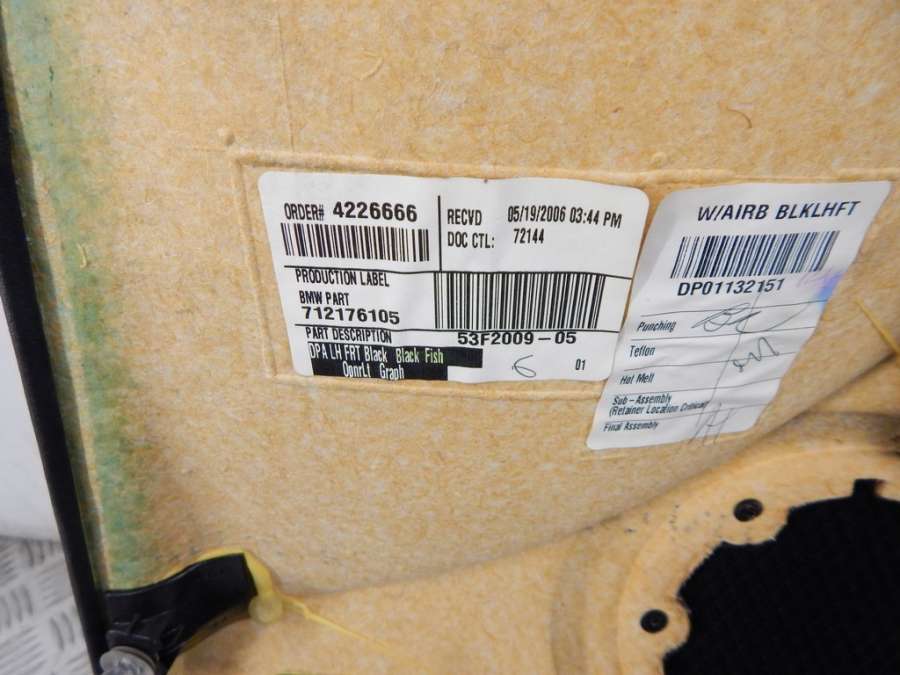 ORDER# 4226666
RECVD 05/19/2006 03:44 PM
DOC CTL: 72144
PRODUCTION LABEL
BMW PART
712176105
PART DESCRIPTION
53F2009-05
DPA LH FRT Black Black Fish
OpnrLt Graph
6 01
W/AIRB BLKLHFT
DP01132151
Punching
Teflon
Hot Melt
Sub-Assembly
(Retainer Location Critical)
Final Assembly